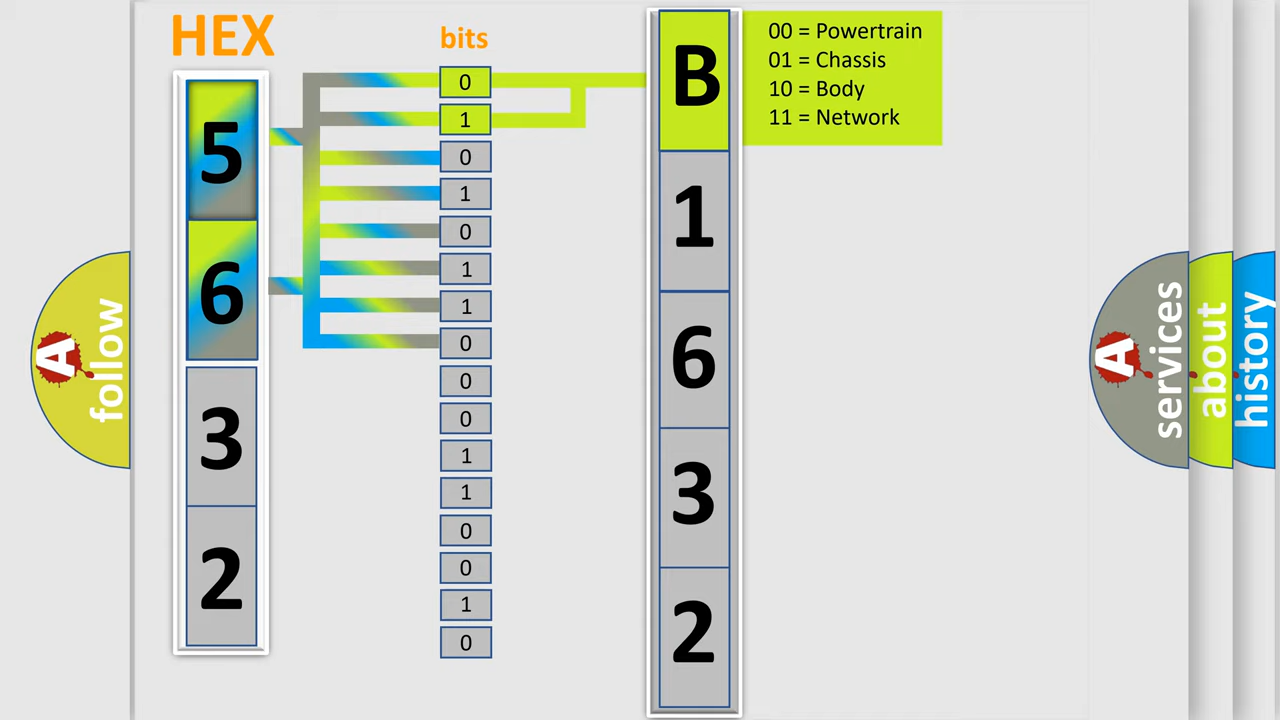 HEX
bits
5
6
3
2
0
1
0
1
0
1
1
0
0
0
1
1
0
0
1
0
B
1
6
3
2
00 = Powertrain
01 = Chassis
10 = Body
11 = Network
A
follow
A
services
about
history